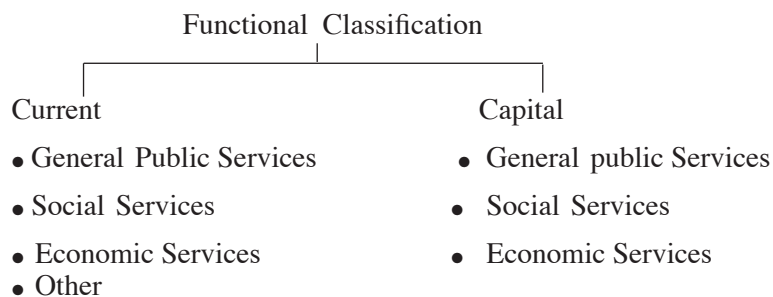 Functional Classification
Current
• General Public Services
• Social Services
• Economic Services
• Other
Capital
• General public Services
• Social Services
• Economic Services